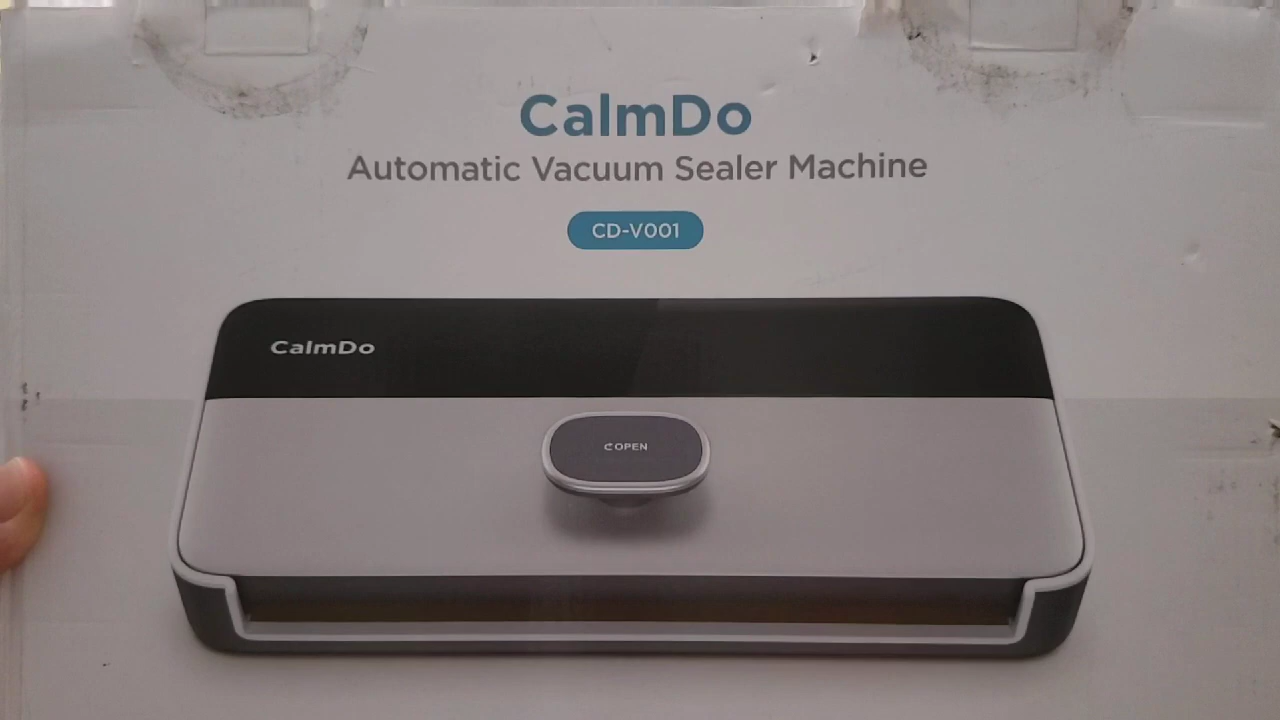 CalmDo
Automatic Vacuum Sealer Machine
CD-V001
CalmDo
OPEN